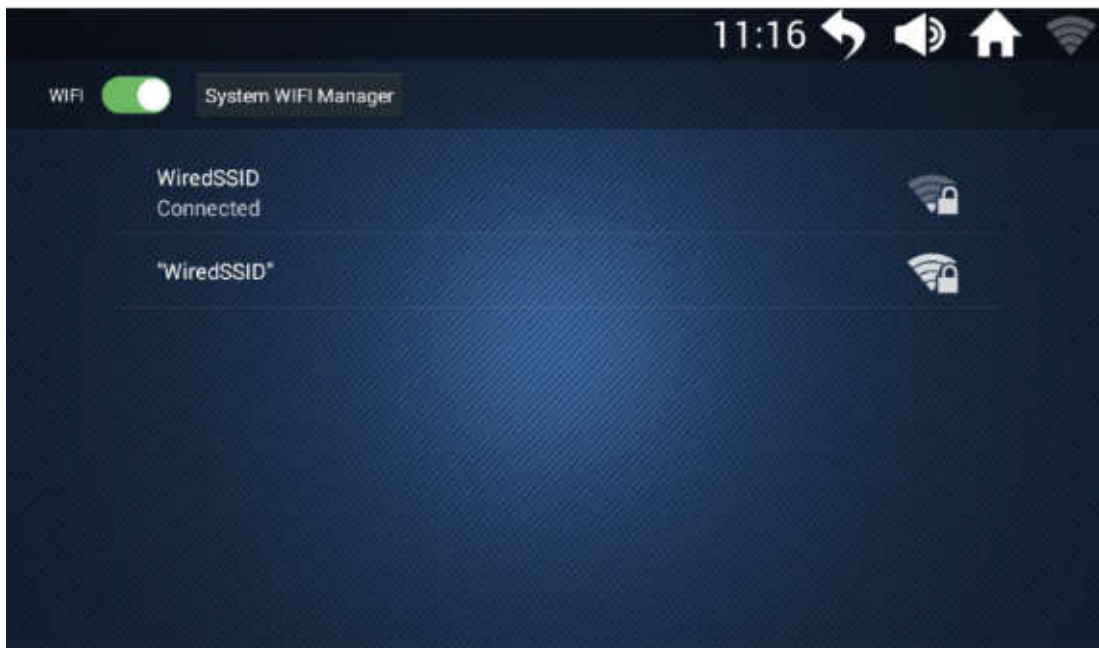 11:16
WIFI System WIFI Manager
WiredSSID
Connected
"WiredSSID"